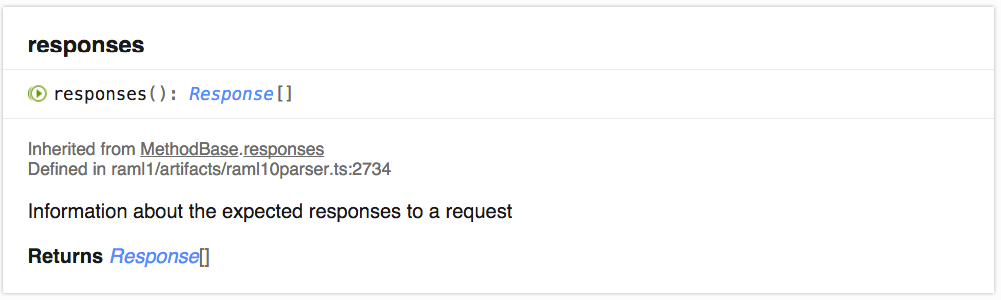 responses
responses(): Response[]
Inherited from MethodBase.responses
Defined in raml1/artifacts/raml10parser.ts:2734
Information about the expected responses to a request
Returns Response[]